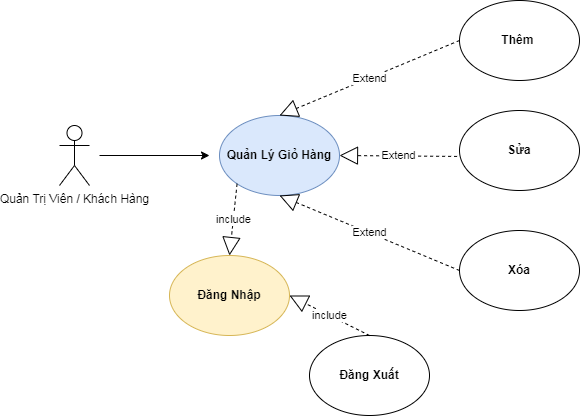 Thêm
Extend
Quản Lý Giỏ Hàng
Extend
Sửa
Quản Trị Viên / Khách Hàng
include
Extend
Xóa
Đăng Nhập
include
Đăng Xuất